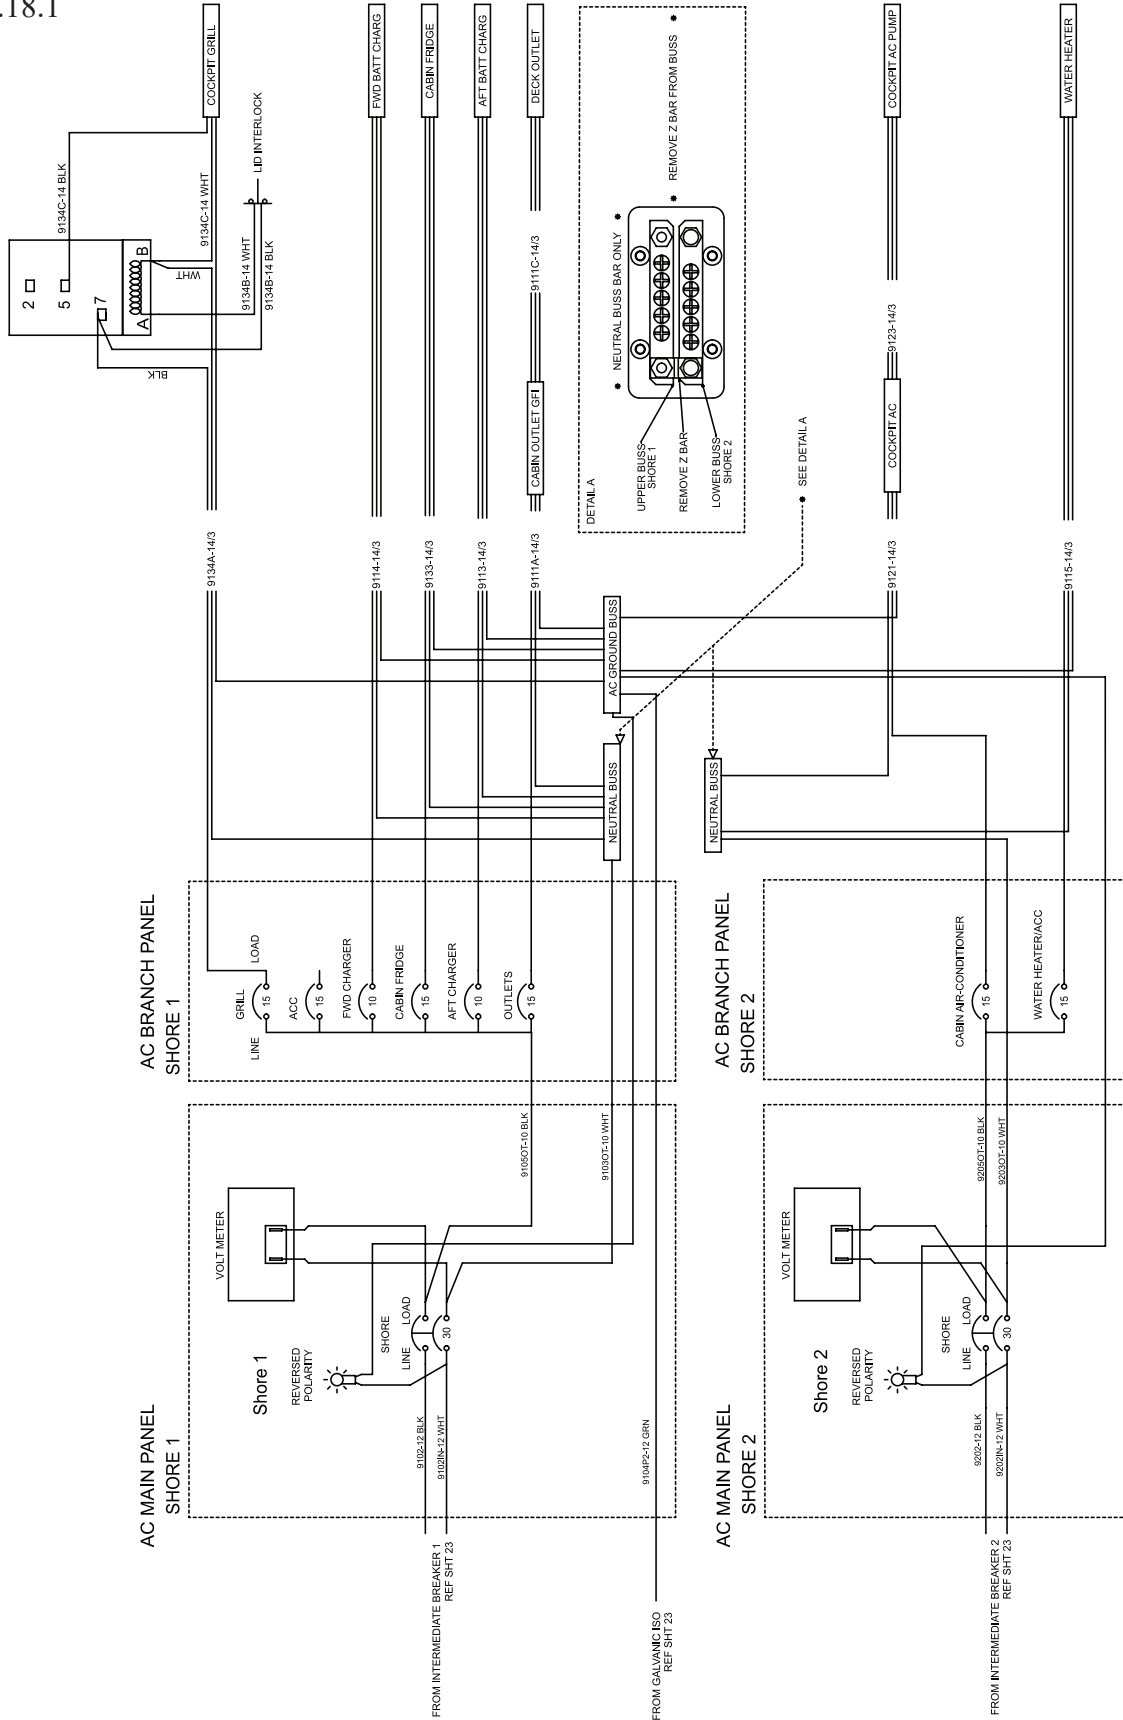 .18.1
COCKPIT GRILL
FWD BATT CHARG
CABIN FRIDGE
AFT BATT CHARG
DECK OUTLET
COCKPIT AC PUMP
WATER HEATER
2
5
7
A
B
BLK
WHT
9134C-14 BLK
9134C-14 WHT
9134B-14 WHT
9134B-14 BLK
LID INTERLOCK
9134A-14/3
9114-14/3
9133-14/3
9113-14/3
9111A-14/3
CABIN OUTLET GFI
9111C-14/3
DETAIL A
* NEUTRAL BUSS BAR ONLY *
* REMOVE Z BAR FROM BUSS *
UPPER BUSS
SHORE 1
REMOVE Z BAR
LOWER BUSS
SHORE 2
* SEE DETAIL A
9121-14/3
COCKPIT AC
9123-14/3
9115-14/3
AC GROUND BUSS
NEUTRAL BUSS
NEUTRAL BUSS
AC BRANCH PANEL
SHORE 1
LINE
LOAD
GRILL
15
ACC
15
FWD CHARGER
10
CABIN FRIDGE
15
AFT CHARGER
10
OUTLETS
15
AC BRANCH PANEL
SHORE 2
CABIN AIR-CONDITIONER
15
WATER HEATER/ACC
15
AC MAIN PANEL
SHORE 1
Shore 1
VOLT METER
REVERSED
POLARITY
SHORE
LINE
LOAD
30
9102-12 BLK
9102IN-12 WHT
9105OT-10 BLK
9103OT-10 WHT
9104P2-12 GRN
FROM INTERMEDIATE BREAKER 1
REF SHT 23
FROM GALVANIC ISO
REF SHT 23
AC MAIN PANEL
SHORE 2
Shore 2
VOLT METER
REVERSED
POLARITY
SHORE
LINE
LOAD
30
9202-12 BLK
9202IN-12 WHT
9205OT-10 BLK
9203OT-10 WHT
FROM INTERMEDIATE BREAKER 2
REF SHT 23